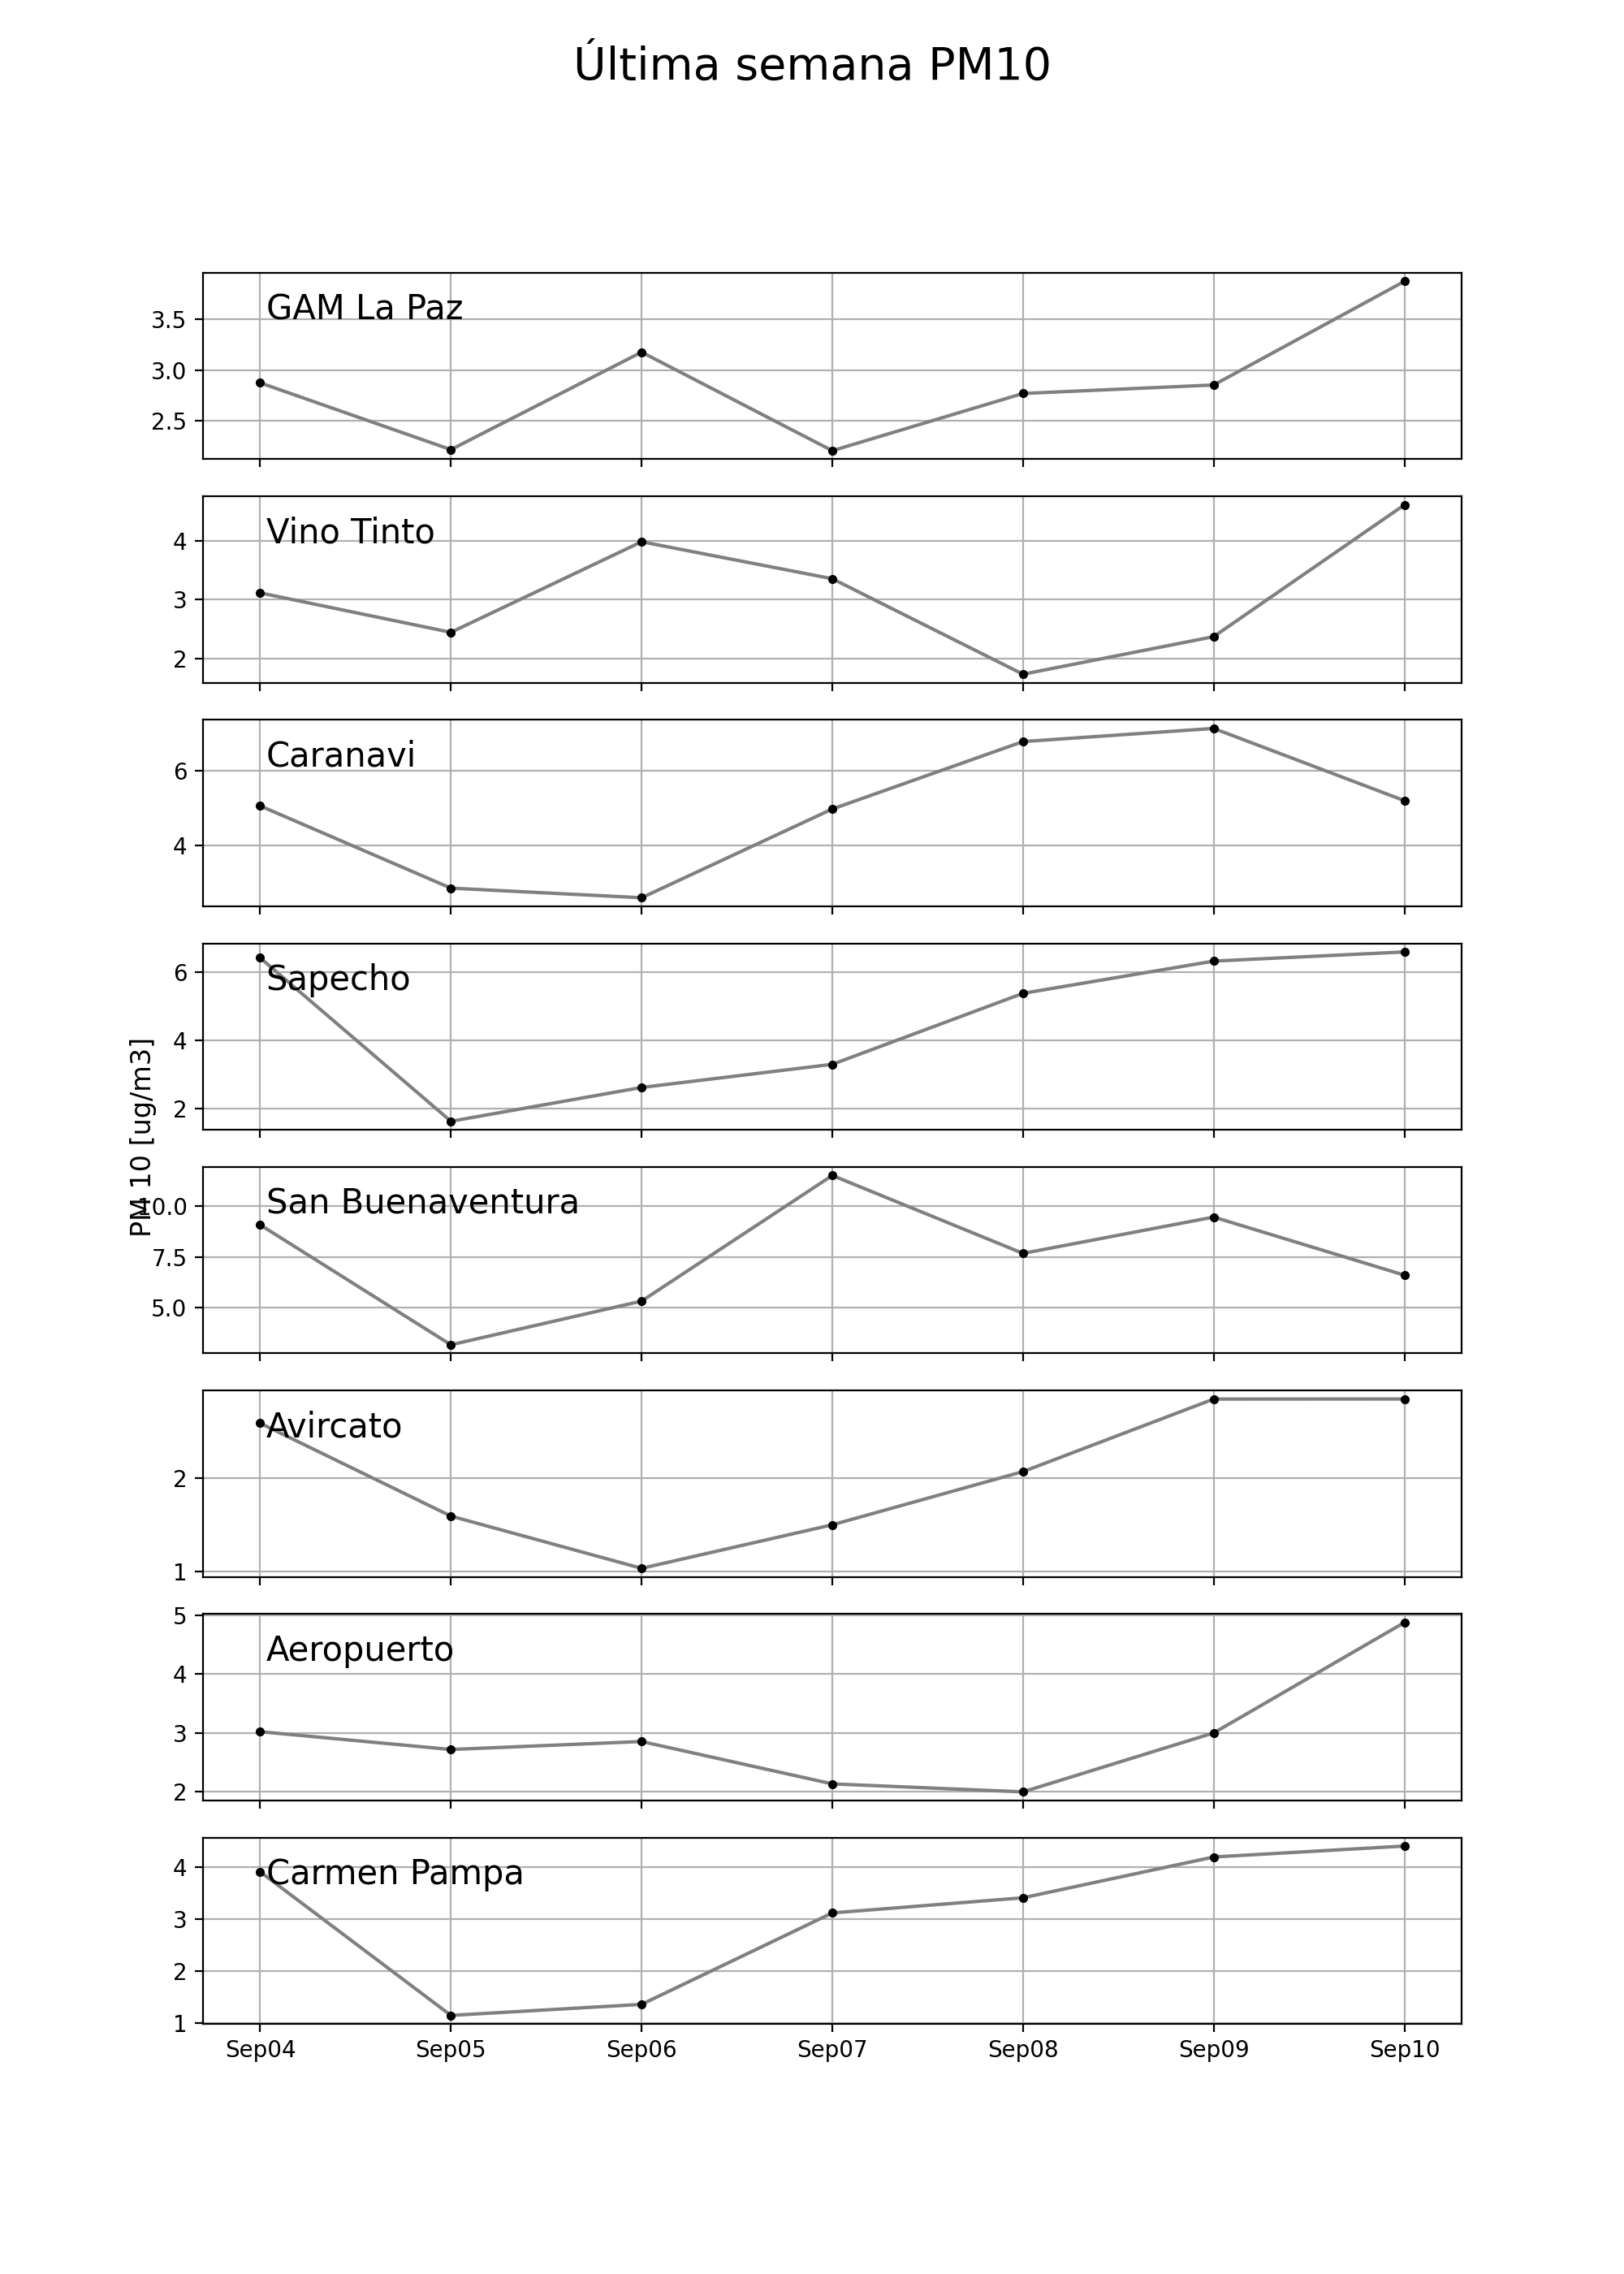 Última semana PM10
GAM La Paz
3.5
3.0
2.5
Vino Tinto
4
3
2
Caranavi
6
4
Sapecho
6
4
2
PM 10 [ug/m3]
San Buenaventura
10.0
7.5
5.0
Avircato
2
1
Aeropuerto
5
4
3
2
Carmen Pampa
4
3
2
1
Sep04 Sep05 Sep06 Sep07 Sep08 Sep09 Sep10